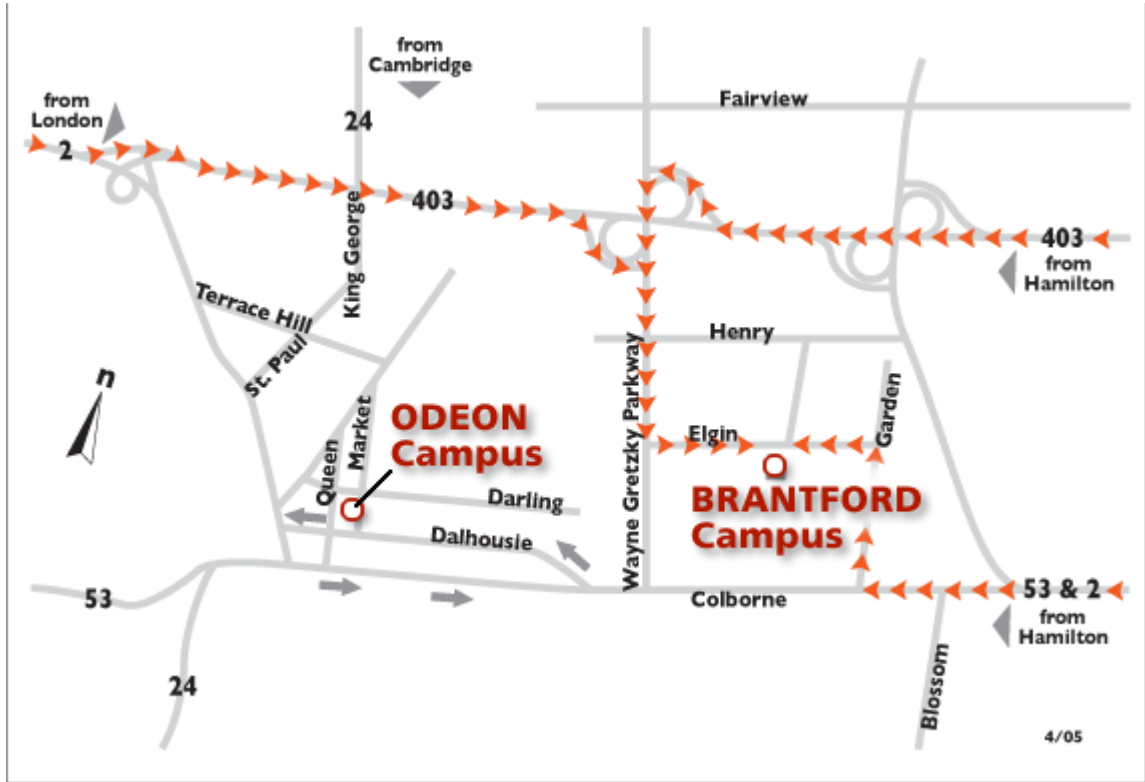 from
Cambridge
Fairview
from
London
24
2
403
King George
403
from
Hamilton
Terrace Hill
St. Paul
Henry
n
Wayne Gretzky Parkway
Garden
Market
ODEON
Campus
Elgin
Queen
BRANTFORD
Campus
Darling
Dalhousie
53
Colborne
53 & 2
from
Hamilton
24
Blossom
4/05